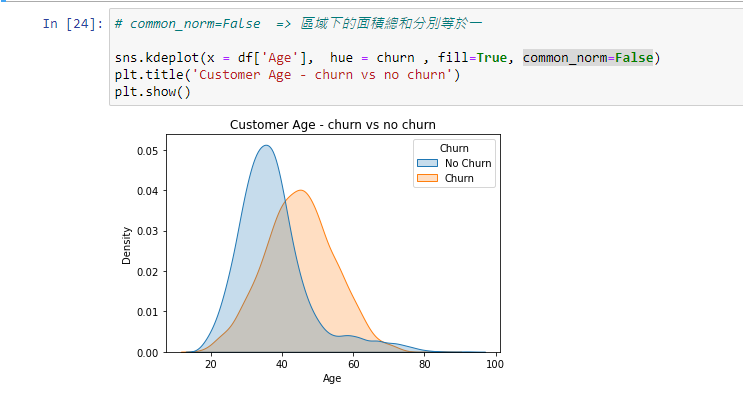 In [24]: # common_norm=False => 區域下的面積總和分別等於一
sns.kdeplot(x = df['Age'], hue = churn , fill=True, common_norm=False)
plt.title('Customer Age - churn vs no churn')
plt.show()
Customer Age - churn vs no churn
Churn
No Churn
Churn
0.05
0.04
0.03
0.02
0.01
0.00
Density
20 40 60 80 100
Age